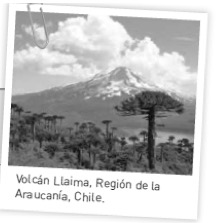 Volcán Llaima, Región de la
Araucanía, Chile.